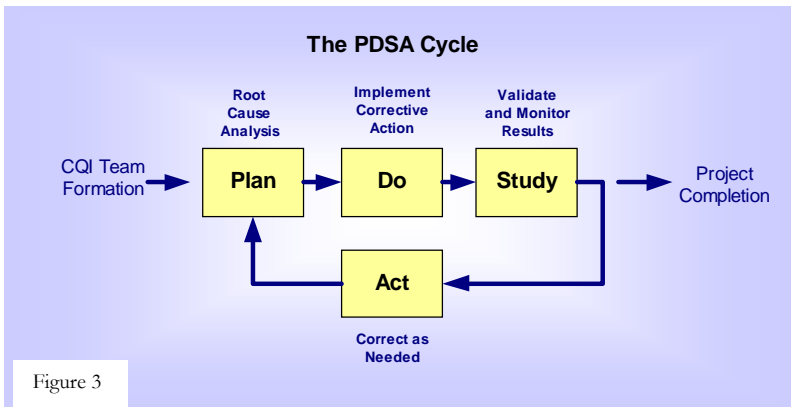 The PDSA Cycle
Root
Cause
Analysis
Implement
Corrective
Action
Validate
and Monitor
Results
CQI Team
Formation
Plan
Do
Study
Project
Completion
Act
Correct as
Needed
Figure 3